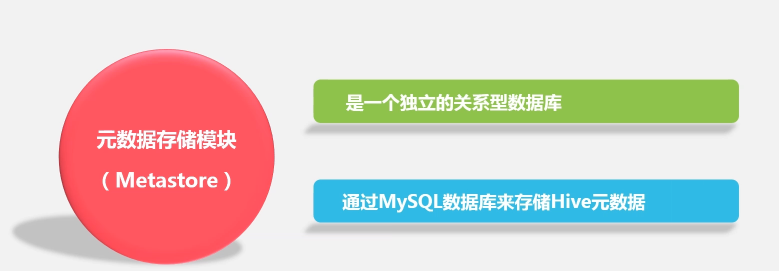 元数据存储模块
（Metastore）
是一个独立的关系型数据库
通过MySQL数据库来存储Hive元数据